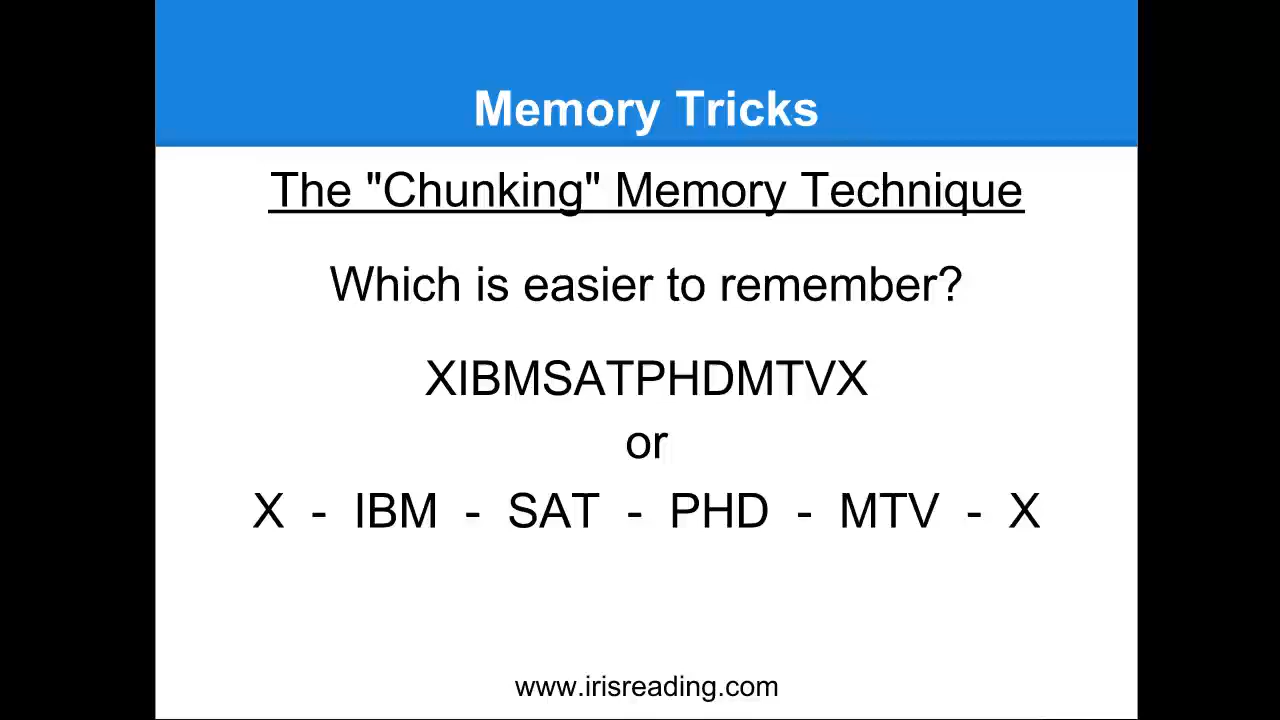 Memory Tricks
The "Chunking" Memory Technique
Which is easier to remember?
XIBMSATPHDMTVX
or
X - IBM - SAT - PHD - MTV - X
www.irisreading.com